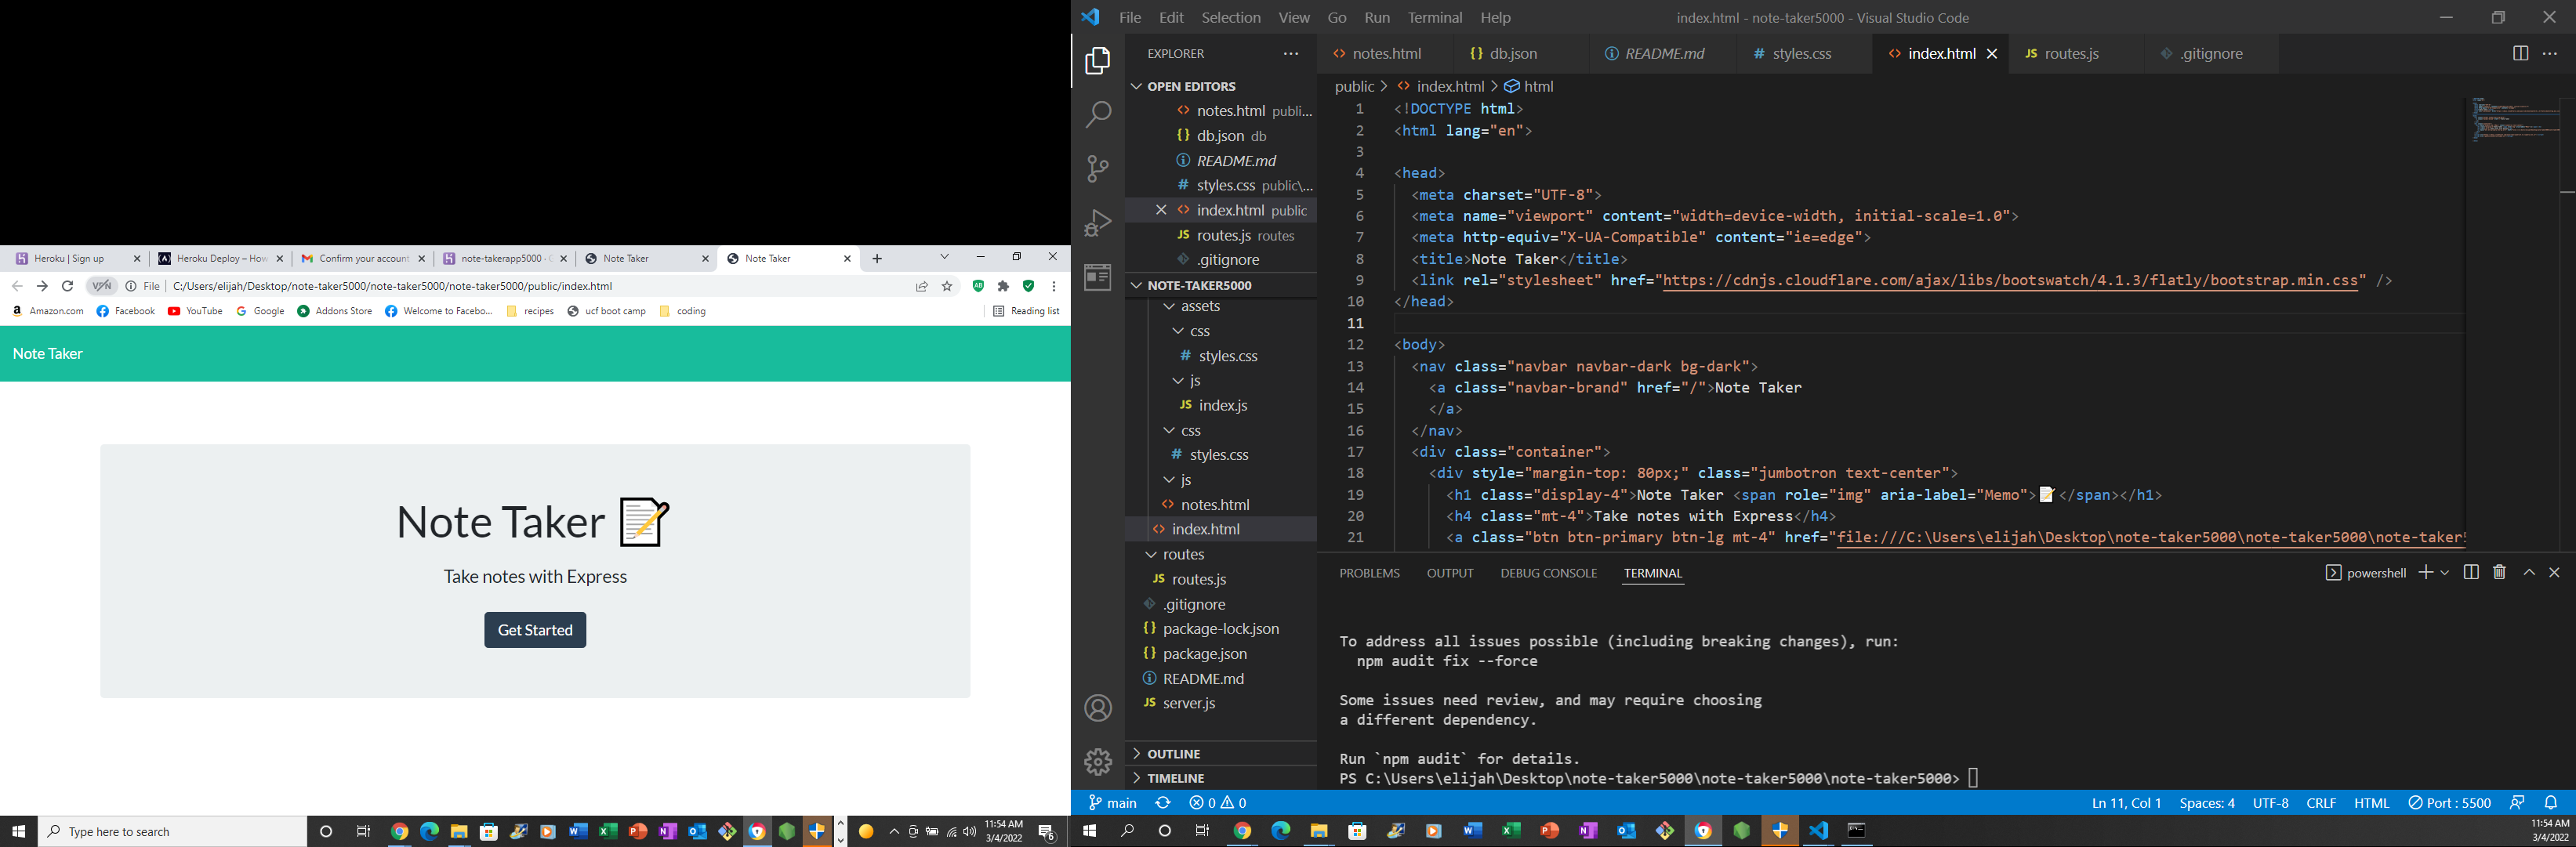 Heroku | Sign up
Heroku Deploy – How
Confirm your account
note-takerapp5000 ·
Note Taker
Note Taker
VPN
File
C:/Users/elijah/Desktop/note-taker5000/note-taker5000/note-taker5000/public/index.html
Amazon.com
Facebook
YouTube
Google
Addons Store
Welcome to Facebo...
recipes
ucf boot camp
coding
Reading list
Note Taker
Note Taker
Take notes with Express
Get Started
Type here to search
11:54 AM
3/4/2022
File Edit Selection View Go Run Terminal Help
index.html - note-taker5000 - Visual Studio Code
EXPLORER
OPEN EDITORS
notes.html publi...
db.json db
README.md
styles.css public\...
index.html public
routes.js routes
.gitignore
NOTE-TAKER5000
assets
css
styles.css
js
index.js
css
styles.css
js
notes.html
index.html
routes
routes.js
.gitignore
package-lock.json
package.json
README.md
server.js
OUTLINE
TIMELINE
notes.html
db.json
README.md
styles.css
index.html
routes.js
.gitignore
public > index.html > html
1 <!DOCTYPE html>
2 <html lang="en">
3
4 <head>
5 <meta charset="UTF-8">
6 <meta name="viewport" content="width=device-width, initial-scale=1.0">
7 <meta http-equiv="X-UA-Compatible" content="ie=edge">
8 <title>Note Taker</title>
9 <link rel="stylesheet" href="https://cdnjs.cloudflare.com/ajax/libs/bootswatch/4.1.3/flatly/bootstrap.min.css" />
10 </head>
11
12 <body>
13 <nav class="navbar navbar-dark bg-dark">
14 <a class="navbar-brand" href="/">Note Taker
15 </a>
16 </nav>
17 <div class="container">
18 <div style="margin-top: 80px;" class="jumbotron text-center">
19 <h1 class="display-4">Note Taker <span role="img" aria-label="Memo">📝</span></h1>
20 <h4 class="mt-4">Take notes with Express</h4>
21 <a class="btn btn-primary btn-lg mt-4" href="file:///C:\Users\elijah\Desktop\note-taker5000\note-taker5000\note-taker5
PROBLEMS OUTPUT DEBUG CONSOLE TERMINAL
powershell
To address all issues possible (including breaking changes), run:
npm audit fix --force
Some issues need review, and may require choosing
a different dependency.
Run `npm audit` for details.
PS C:\Users\elijah\Desktop\note-taker5000\note-taker5000\note-taker5000>
main
0 0
Ln 11, Col 1 Spaces: 4 UTF-8 CRLF HTML Port : 5500
11:54 AM
3/4/2022